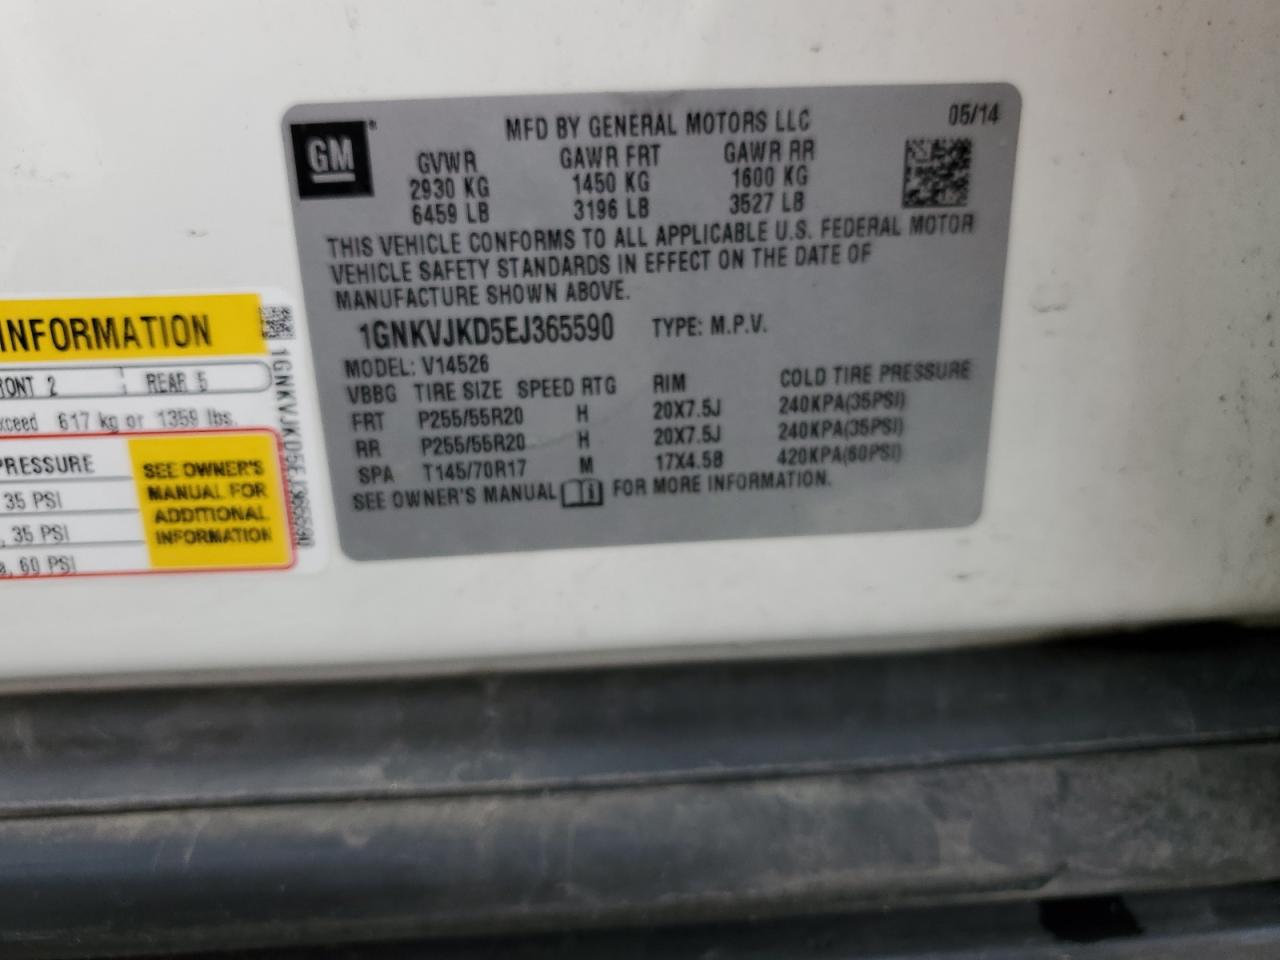 GM
MFD BY GENERAL MOTORS LLC 05/14
GVWR GAWR FRT GAWR RR
2930 KG 1450 KG 1600 KG
6459 LB 3196 LB 3527 LB
THIS VEHICLE CONFORMS TO ALL APPLICABLE U.S. FEDERAL MOTOR
VEHICLE SAFETY STANDARDS IN EFFECT ON THE DATE OF
MANUFACTURE SHOWN ABOVE.
1GNKVJKD5EJ365590 TYPE: M.P.V.
MODEL: V14526
VBBG TIRE SIZE SPEED RTG RIM COLD TIRE PRESSURE
FRT P255/55R20 H 20X7.5J 240KPA(35PSI)
RR P255/55R20 H 20X7.5J 240KPA(35PSI)
SPA T145/70R17 M 17X4.5B 420KPA(60PSI)
SEE OWNER'S MANUAL i FOR MORE INFORMATION.
INFORMATION
RONT 2 REAR 5
xceed 617 kg or 1359 lbs.
PRESSURE
35 PSI
, 35 PSI
a, 60 PSI
SEE OWNER'S
MANUAL FOR
ADDITIONAL
INFORMATION
1GNKVJKD5EJ365590